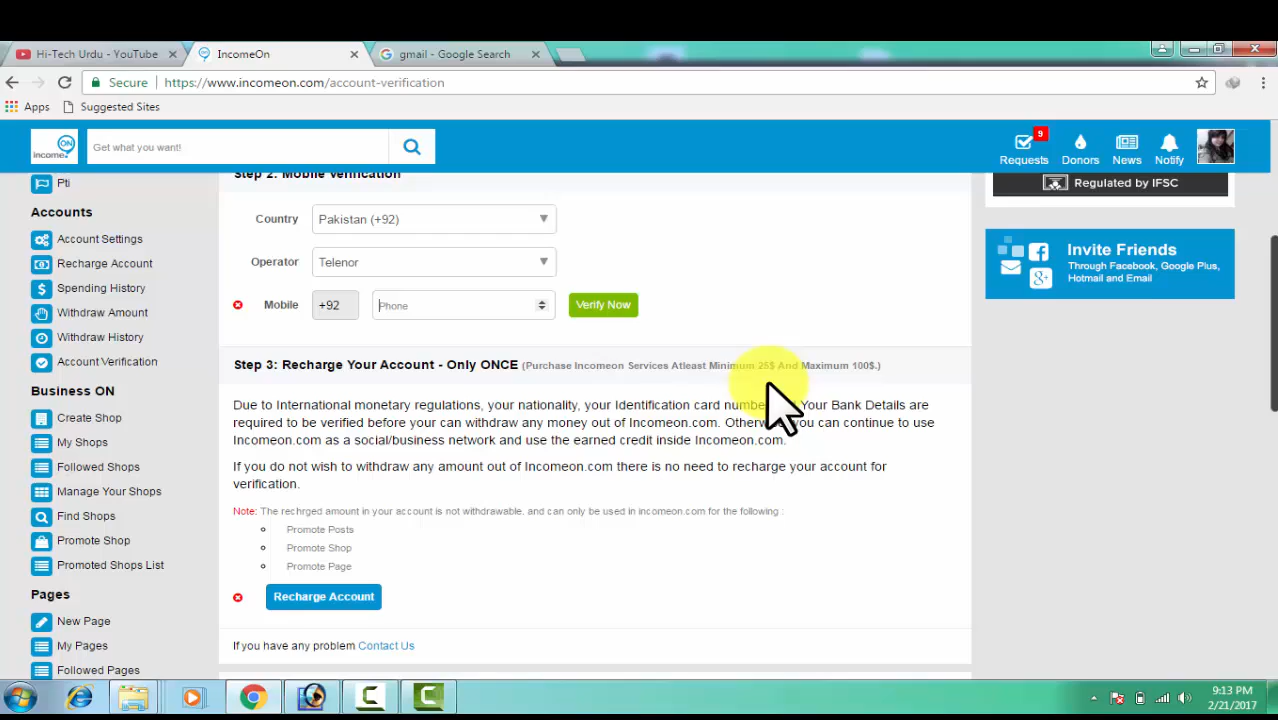 Hi-Tech Urdu - YouTube
IncomeOn
gmail - Google Search
Secure
https://www.incomeon.com/account-verification
Apps
Suggested Sites
ON
income
Get what you want!
9
Requests
Donors
News
Notify
Pti
Accounts
Account Settings
Recharge Account
Spending History
Withdraw Amount
Withdraw History
Account Verification
Business ON
Create Shop
My Shops
Followed Shops
Manage Your Shops
Find Shops
Promote Shop
Promoted Shops List
Pages
New Page
My Pages
Followed Pages
Step 2: Mobile Verification
Country
Pakistan (+92)
Operator
Telenor
Mobile
+92
Phone
Verify Now
Step 3: Recharge Your Account - Only ONCE (Purchase Incomeon Services Atleast Minimum 25$ And Maximum 100$.)
Due to International monetary regulations, your nationality, your Identification card Your Bank Details are
required to be verified before your can withdraw any money out of Incomeon.com. you can continue to use
Incomeon.com as a social/business network and use the earned credit inside Incomeon.com.
If you do not wish to withdraw any amount out of Incomeon.com there is no need to recharge your account for
verification.
Note: The rechrged amount in your account is not withdrawable, and can only be used in incomeon.com for the following :
Promote Posts
Promote Shop
Promote Page
Recharge Account
If you have any problem Contact Us
Regulated by IFSC
Invite Friends
Through Facebook, Google Plus,
Hotmail and Email
9:13 PM
2/21/2017